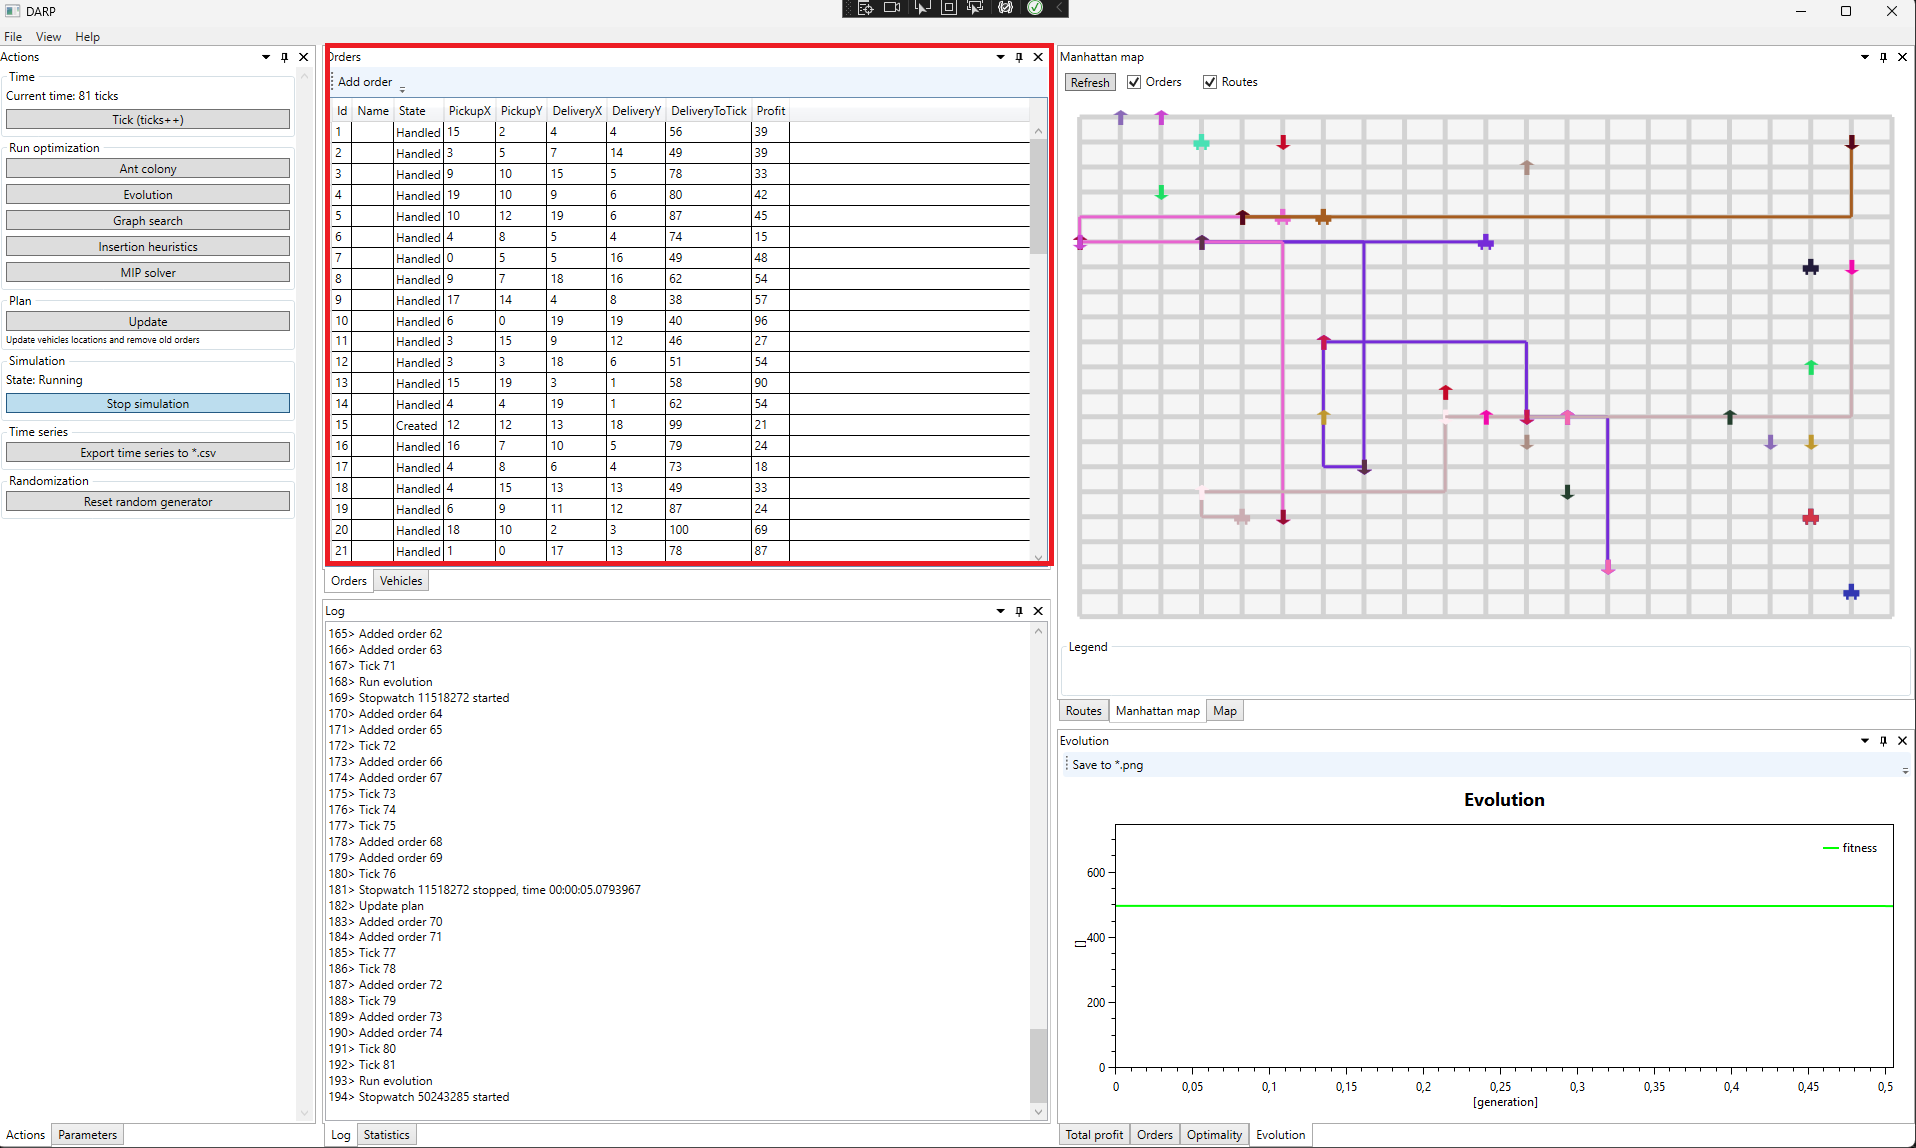 DARP
File View Help
Actions
Time
Current time: 81 ticks
Tick (ticks++)
Run optimization
Ant colony
Evolution
Graph search
Insertion heuristics
MIP solver
Plan
Update
Update vehicles locations and remove old orders
Simulation
State: Running
Stop simulation
Time series
Export time series to *.csv
Randomization
Reset random generator
Actions Parameters
Orders
Add order
Id Name State PickupX PickupY DeliveryX DeliveryY DeliveryToTick Profit
1 Handled 15 2 4 4 56 39
2 Handled 3 5 7 14 49 39
3 Handled 9 10 15 5 78 33
4 Handled 19 10 9 6 80 42
5 Handled 10 12 19 6 87 45
6 Handled 4 8 5 4 74 15
7 Handled 0 5 5 16 49 48
8 Handled 9 7 18 16 62 54
9 Handled 17 14 4 8 38 57
10 Handled 6 0 19 19 40 96
11 Handled 3 15 9 12 46 27
12 Handled 3 3 18 6 51 54
13 Handled 15 19 3 1 58 90
14 Handled 4 4 19 1 62 54
15 Created 12 12 13 18 99 21
16 Handled 16 7 10 5 79 24
17 Handled 4 8 6 4 73 18
18 Handled 4 15 13 13 49 33
19 Handled 6 9 11 12 87 24
20 Handled 18 10 2 3 100 69
21 Handled 1 0 17 13 78 87
Orders Vehicles
Log
165> Added order 62
166> Added order 63
167> Tick 71
168> Run evolution
169> Stopwatch 11518272 started
170> Added order 64
171> Added order 65
172> Tick 72
173> Added order 66
174> Added order 67
175> Tick 73
176> Tick 74
177> Tick 75
178> Added order 68
179> Added order 69
180> Tick 76
181> Stopwatch 11518272 stopped, time 00:00:05.0793967
182> Update plan
183> Added order 70
184> Added order 71
185> Tick 77
186> Tick 78
187> Added order 72
188> Tick 79
189> Added order 73
190> Added order 74
191> Tick 80
192> Tick 81
193> Run evolution
194> Stopwatch 50243285 started
Log Statistics
Manhattan map
Refresh Orders Routes
Legend
Routes Manhattan map Map
Evolution
Save to *.png
Evolution
fitness
600
400
200
0
[]
0 0,05 0,1 0,15 0,2 0,25 0,3 0,35 0,4 0,45 0,5
[generation]
Total profit Orders Optimality Evolution